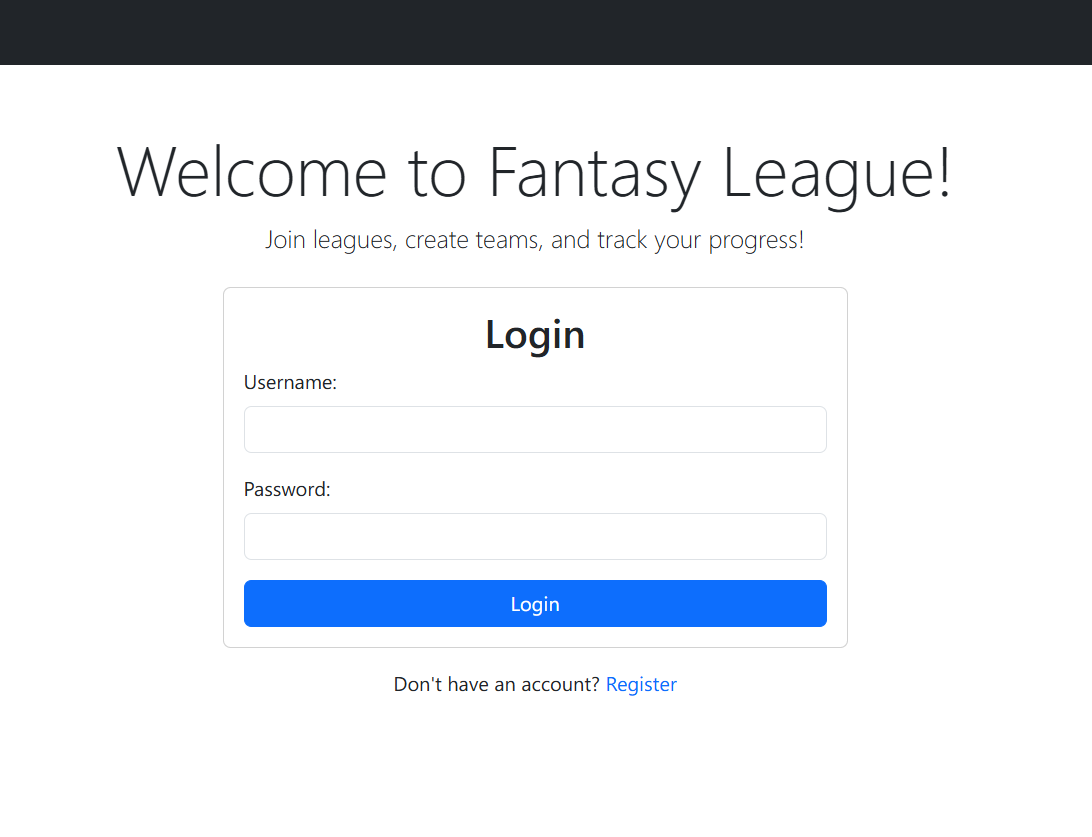 Welcome to Fantasy League!
Join leagues, create teams, and track your progress!
Login
Username:
Password:
Login
Don't have an account? Register